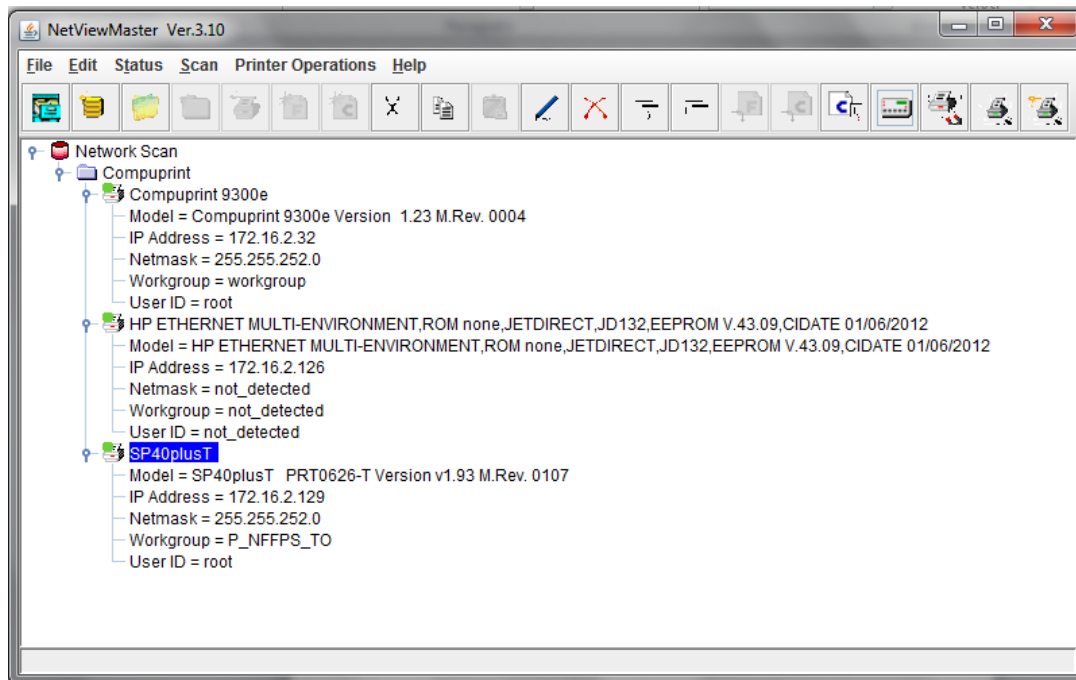 NetViewMaster Ver.3.10
File Edit Status Scan Printer Operations Help
Network Scan
Compuprint
Compuprint 9300e
Model = Compuprint 9300e Version 1.23 M.Rev. 0004
IP Address = 172.16.2.32
Netmask = 255.255.252.0
Workgroup = workgroup
User ID = root
HP ETHERNET MULTI-ENVIRONMENT,ROM none,JETDIRECT,JD132,EEPROM V.43.09,CIDATE 01/06/2012
Model = HP ETHERNET MULTI-ENVIRONMENT,ROM none,JETDIRECT,JD132,EEPROM V.43.09,CIDATE 01/06/2012
IP Address = 172.16.2.126
Netmask = not_detected
Workgroup = not_detected
User ID = not_detected
SP40plusT
Model = SP40plusT PRT0626-T Version v1.93 M.Rev. 0107
IP Address = 172.16.2.129
Netmask = 255.255.252.0
Workgroup = P_NFFPS_TO
User ID = root